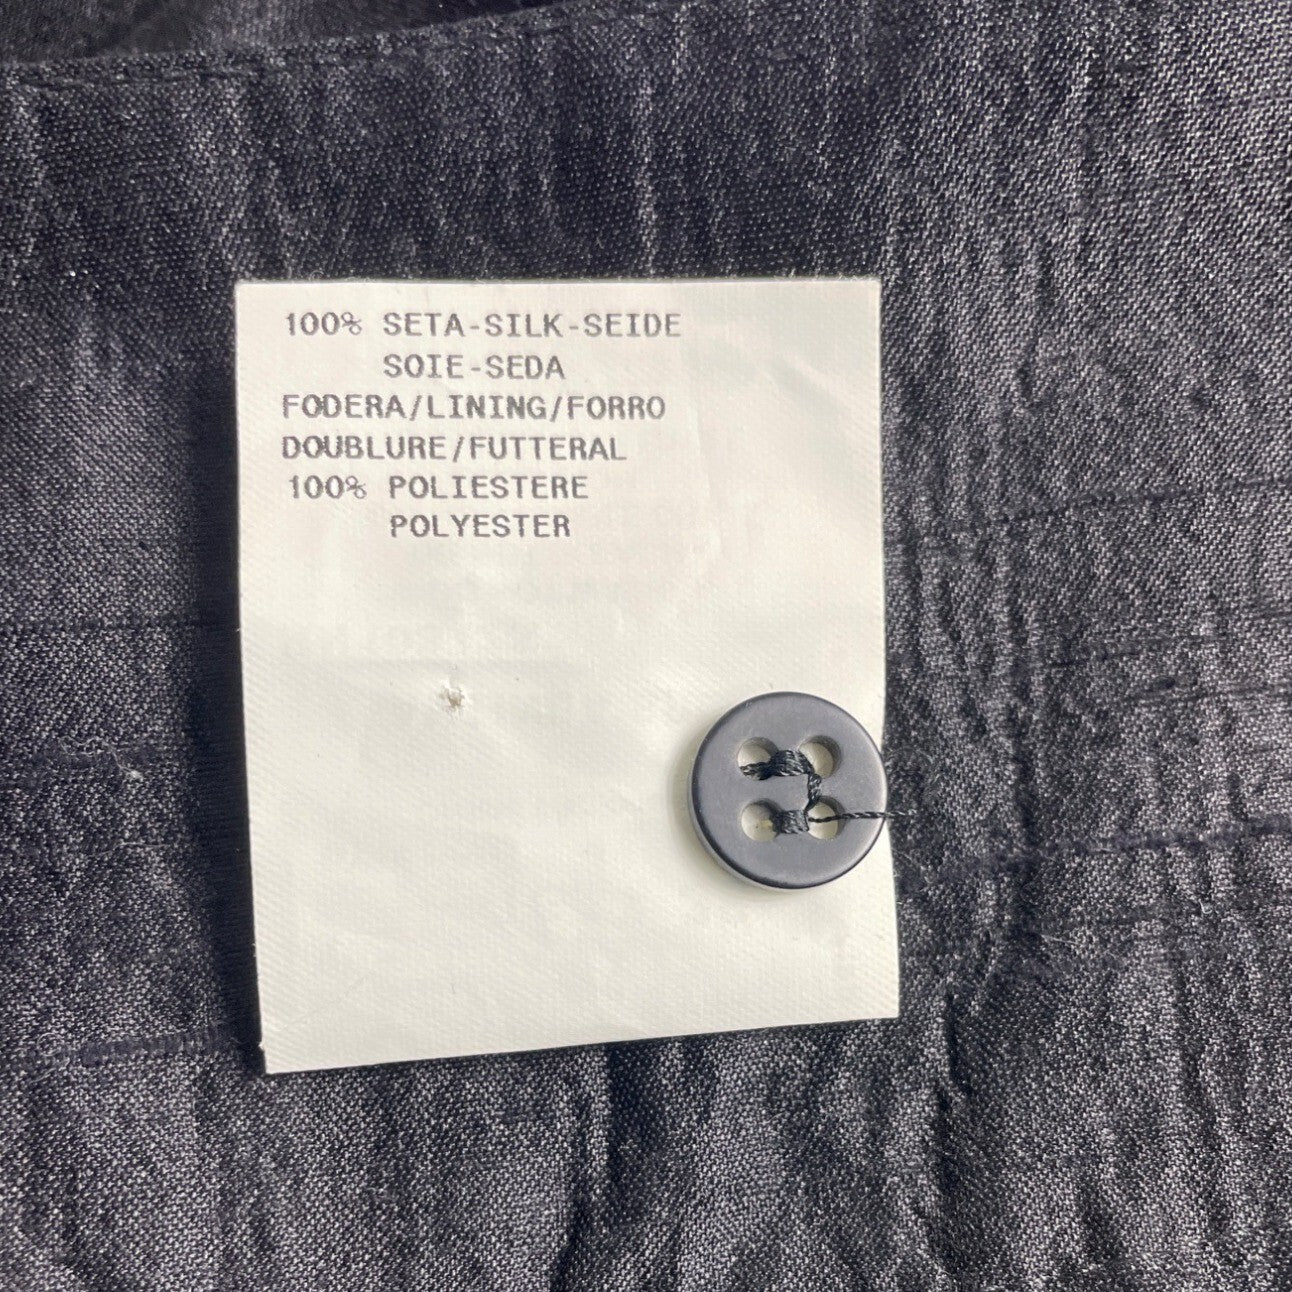 100% SETA-SILK-SEIDE
SOIE-SEDA
FODERA/LINING/FORRO
DOUBLURE/FUTTERAL
100% POLIESTERE
POLYESTER